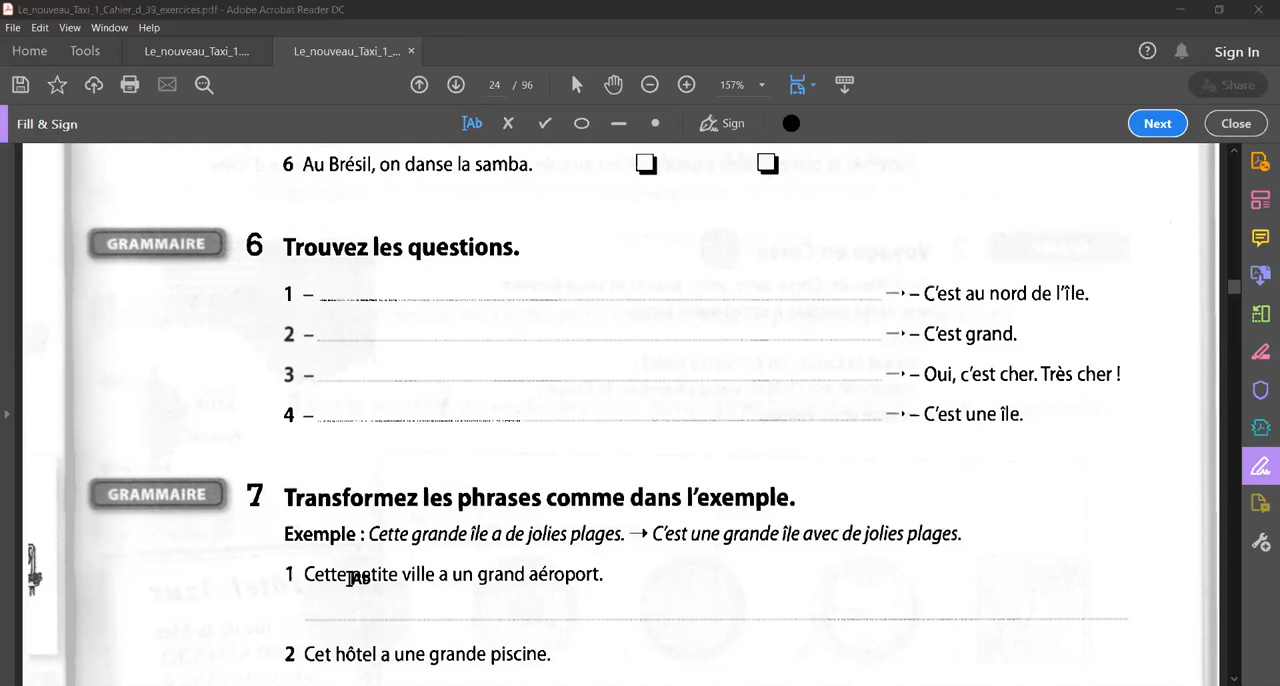 Le_nouveau_Taxi_1_Cahier_d_39_exercices.pdf - Adobe Acrobat Reader DC
File Edit View Window Help
Home Tools Le_nouveau_Taxi_1.... Le_nouveau_Taxi_1_... × Sign In
24 / 96 157% Share
Fill & Sign IAb Sign Next Close
6 Au Brésil, on danse la samba.
GRAMMAIRE 6 Trouvez les questions.
1 – → – C'est au nord de l'île.
2 – → – C'est grand.
3 – → – Oui, c'est cher. Très cher !
4 – → – C'est une île.
GRAMMAIRE 7 Transformez les phrases comme dans l'exemple.
Exemple : Cette grande île a de jolies plages. → C'est une grande île avec de jolies plages.
1 Cette petite ville a un grand aéroport.
2 Cet hôtel a une grande piscine.